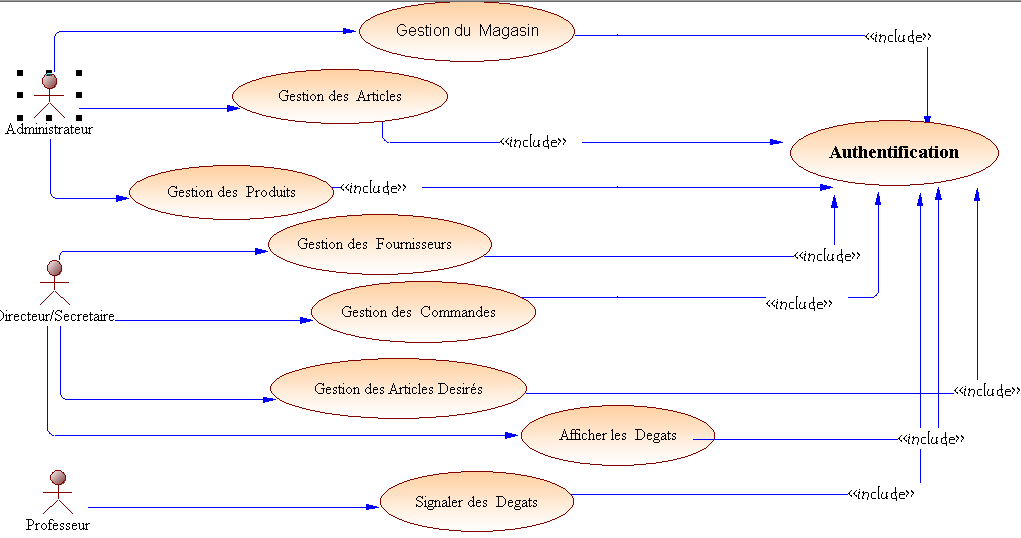 Gestion du Magasin
<<include>>
Administrateur
Gestion des Articles
<<include>>
Authentification
Gestion des Produits
<<include>>
Gestion des Fournisseurs
<<include>>
Directeur/Secretaire
Gestion des Commandes
<<include>>
Gestion des Articles Desirés
<<include>>
Afficher les Degats
<<include>>
Professeur
Signaler des Degats
<<include>>